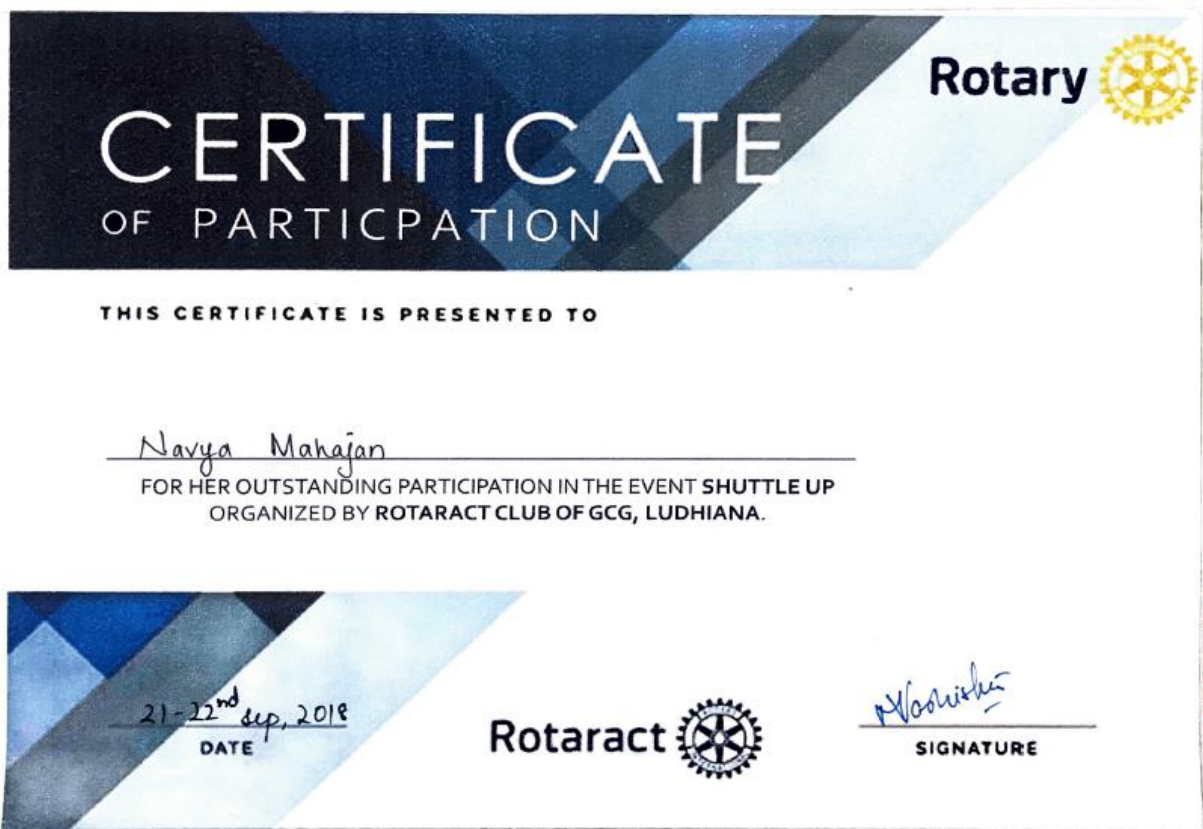 Rotary
CERTIFICATE
OF PARTICPATION
THIS CERTIFICATE IS PRESENTED TO
Navya Mahajan
FOR HER OUTSTANDING PARTICIPATION IN THE EVENT SHUTTLE UP
ORGANIZED BY ROTARACT CLUB OF GCG, LUDHIANA.
21-22nd sep, 2018
DATE
Rotaract
SIGNATURE